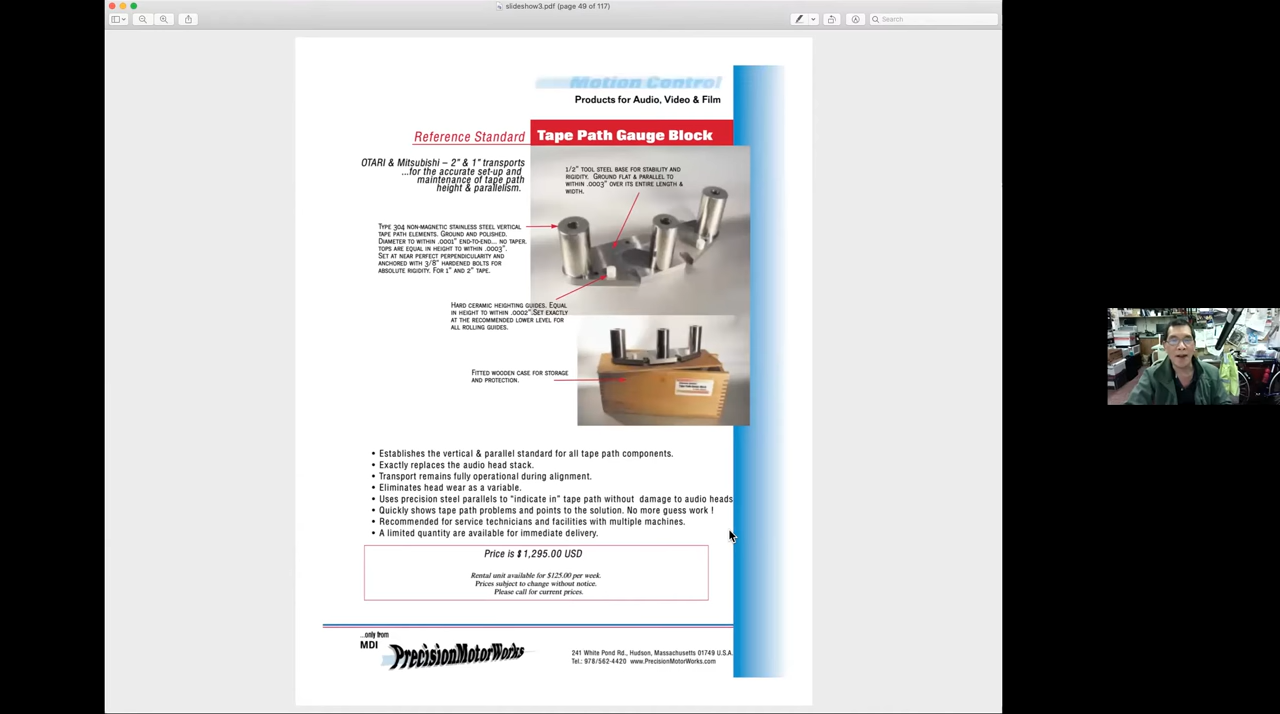 slideshow3.pdf (page 49 of 117)
Search
Motion Control
Products for Audio, Video & Film
Reference Standard
Tape Path Gauge Block
OTARI & Mitsubishi – 2" & 1" transports
...for the accurate set-up and
maintenance of tape path
height & parallelism.
1/2" TOOL STEEL BASE FOR STABILITY AND
RIGIDITY. GROUND FLAT & PARALLEL TO
WITHIN .0003" OVER ITS ENTIRE LENGTH &
WIDTH.
TYPE 304 NON-MAGNETIC STAINLESS STEEL VERTICAL
TAPE PATH ELEMENTS. GROUND AND POLISHED.
DIAMETER TO WITHIN .0001" END-TO-END... NO TAPER.
TOPS ARE EQUAL IN HEIGHT TO WITHIN .0003".
SET AT NEAR PERFECT PERPENDICULARITY AND
ANCHORED WITH 3/8" HARDENED BOLTS FOR
ABSOLUTE RIGIDITY. FOR 1" AND 2" TAPE.
HARD CERAMIC HEIGHTING GUIDES. EQUAL
IN HEIGHT TO WITHIN .0002". SET EXACTLY
AT THE RECOMMENDED LOWER LEVEL FOR
ALL ROLLING GUIDES.
FITTED WOODEN CASE FOR STORAGE
AND PROTECTION.
• Establishes the vertical & parallel standard for all tape path components.
• Exactly replaces the audio head stack.
• Transport remains fully operational during alignment.
• Eliminates head wear as a variable.
• Uses precision steel parallels to "indicate in" tape path without damage to audio heads
• Quickly shows tape path problems and points to the solution. No more guess work !
• Recommended for service technicians and facilities with multiple machines.
• A limited quantity are available for immediate delivery.
Price is $1,295.00 USD
Rental unit available for $125.00 per week.
Prices subject to change without notice.
Please call for current prices.
...only from
MDI
PrecisionMotorWorks
241 White Pond Rd., Hudson, Massachusetts 01749 U.S.A.
Tel.: 978/562-4420 www.PrecisionMotorWorks.com